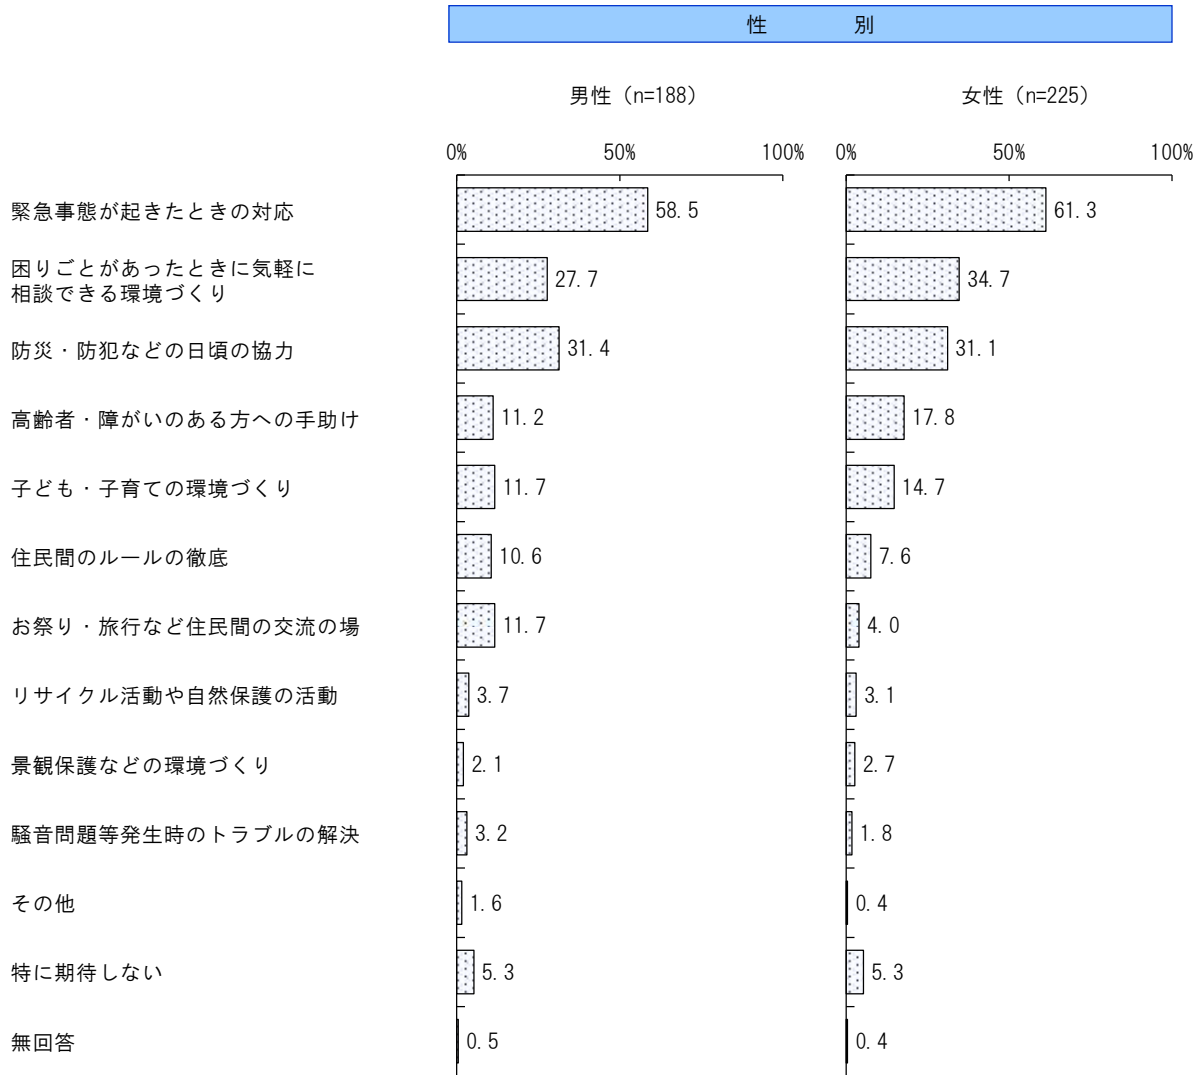 性 別
男性（n=188） 女性（n=225）
0% 50% 100% 0% 50% 100%
緊急事態が起きたときの対応 58.5 61.3
困りごとがあったときに気軽に
相談できる環境づくり 27.7 34.7
防災・防犯などの日頃の協力 31.4 31.1
高齢者・障がいのある方への手助け 11.2 17.8
子ども・子育ての環境づくり 11.7 14.7
住民間のルールの徹底 10.6 7.6
お祭り・旅行など住民間の交流の場 11.7 4.0
リサイクル活動や自然保護の活動 3.7 3.1
景観保護などの環境づくり 2.1 2.7
騒音問題等発生時のトラブルの解決 3.2 1.8
その他 1.6 0.4
特に期待しない 5.3 5.3
無回答 0.5 0.4